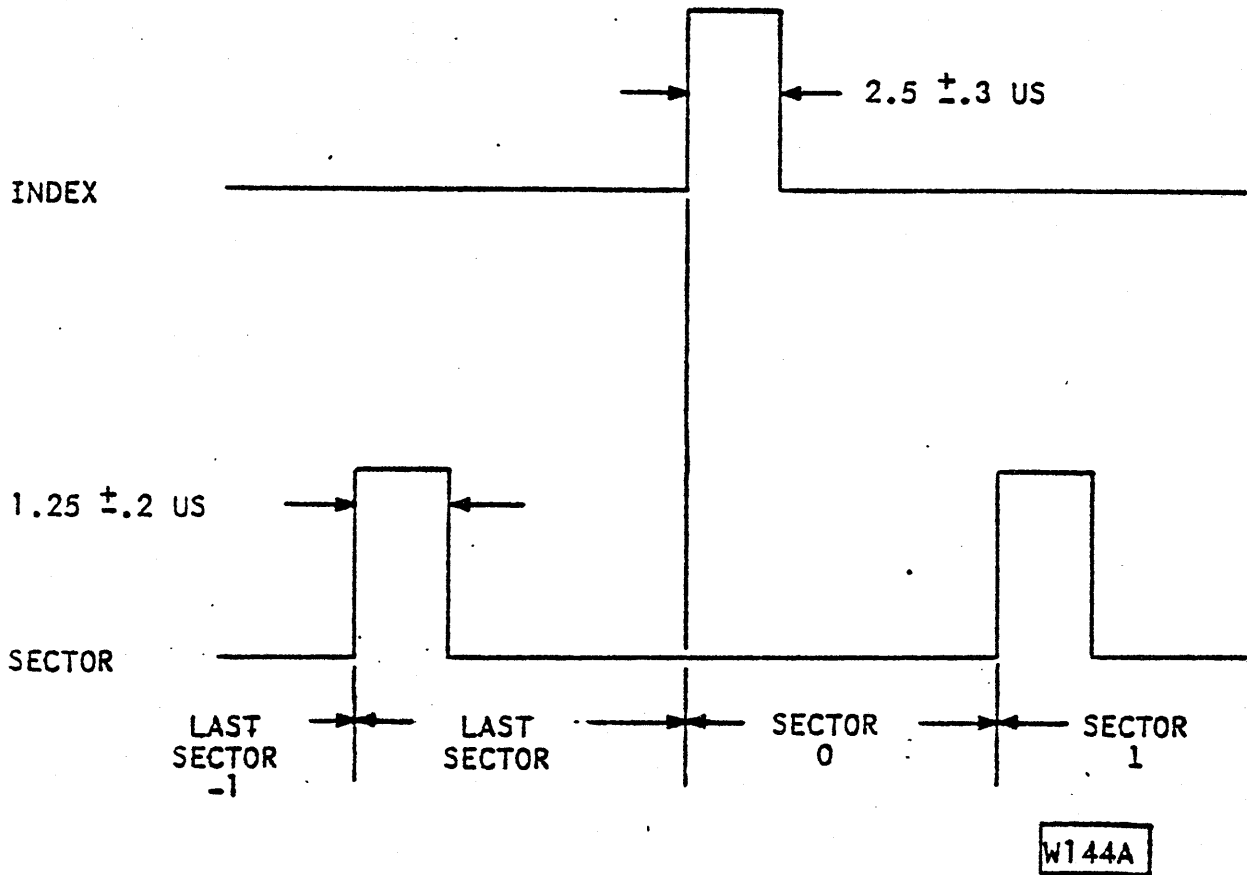 2.5 ±.3 US
INDEX
1.25 ±.2 US
SECTOR
LAST SECTOR -1
LAST SECTOR
SECTOR 0
SECTOR 1
W144A